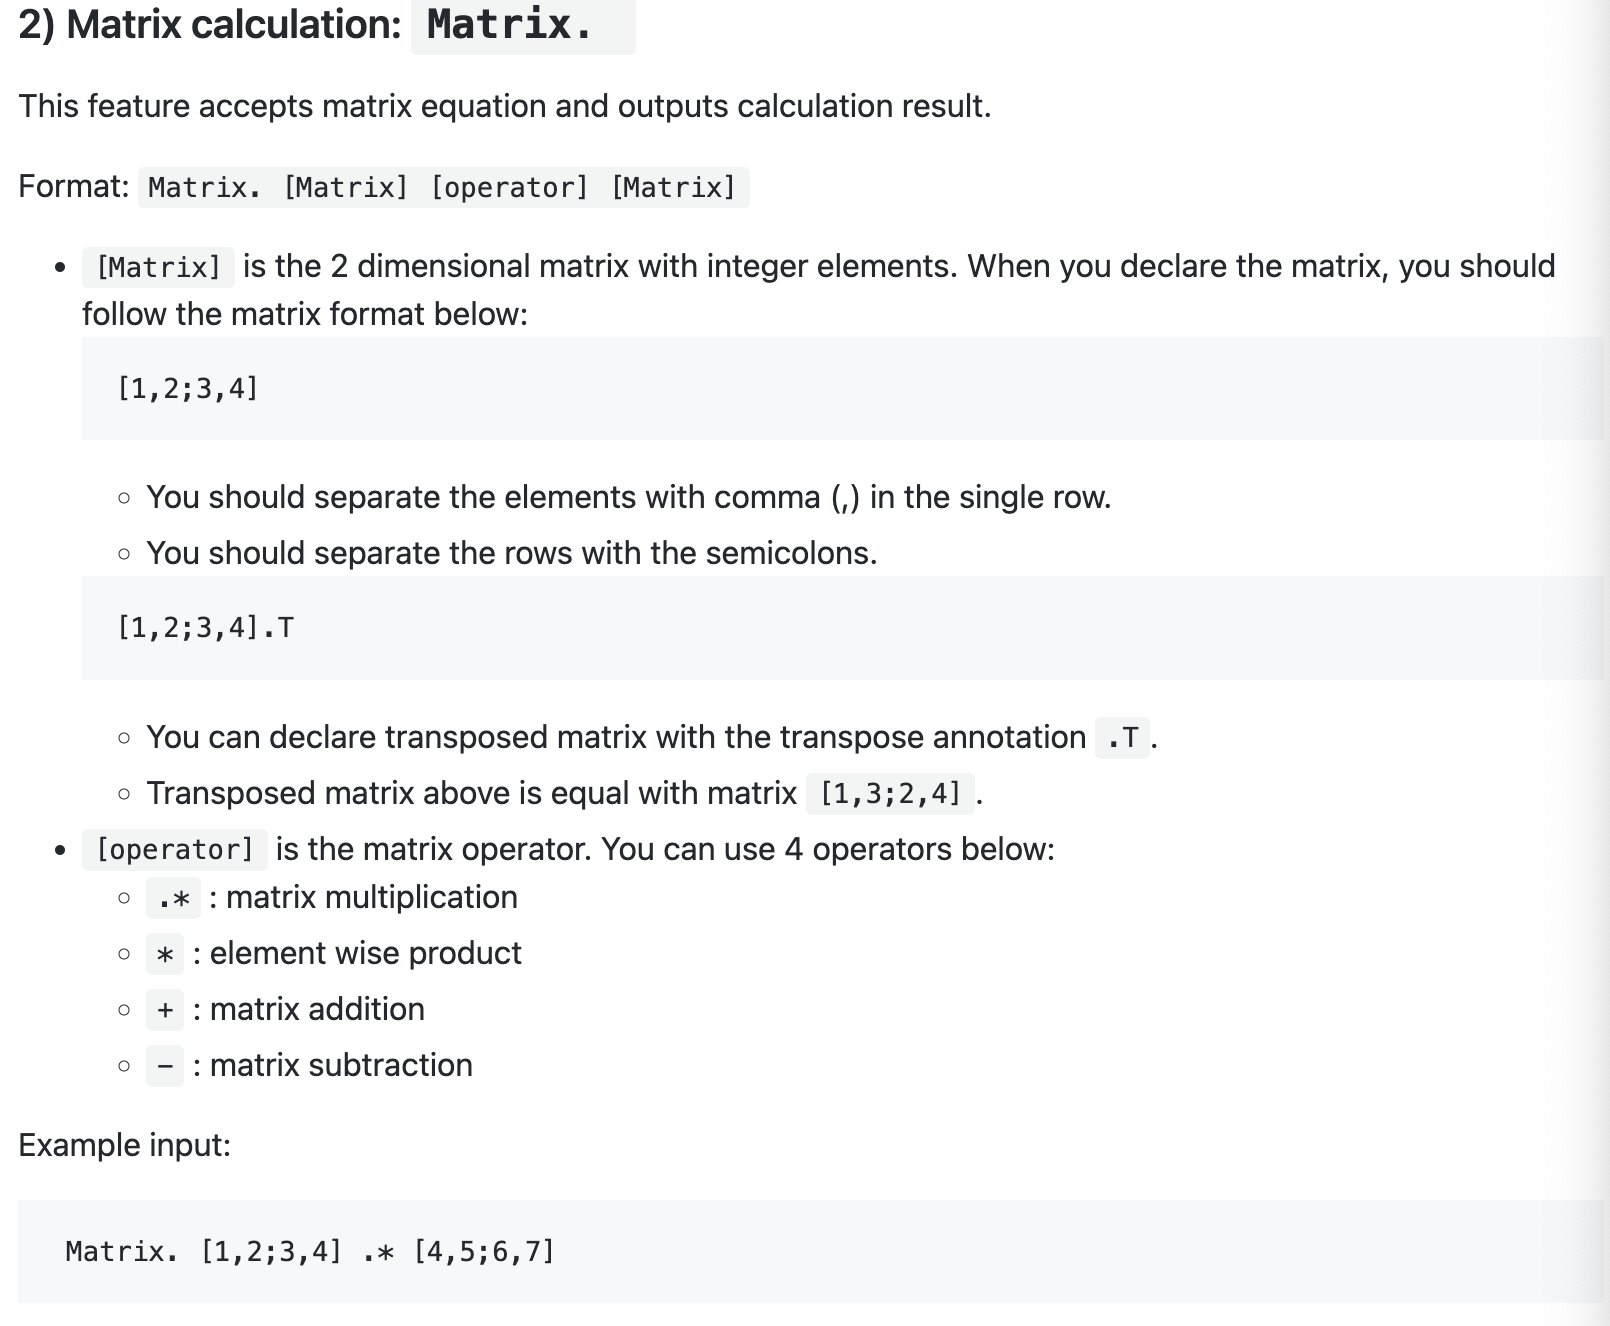 2) Matrix calculation: Matrix.
This feature accepts matrix equation and outputs calculation result.
Format: Matrix. [Matrix] [operator] [Matrix]
• [Matrix] is the 2 dimensional matrix with integer elements. When you declare the matrix, you should
follow the matrix format below:
[1,2;3,4]
◦ You should separate the elements with comma (,) in the single row.
◦ You should separate the rows with the semicolons.
[1,2;3,4].T
◦ You can declare transposed matrix with the transpose annotation .T .
◦ Transposed matrix above is equal with matrix [1,3;2,4] .
• [operator] is the matrix operator. You can use 4 operators below:
◦ .* : matrix multiplication
◦ * : element wise product
◦ + : matrix addition
◦ - : matrix subtraction
Example input:
Matrix. [1,2;3,4] .* [4,5;6,7]